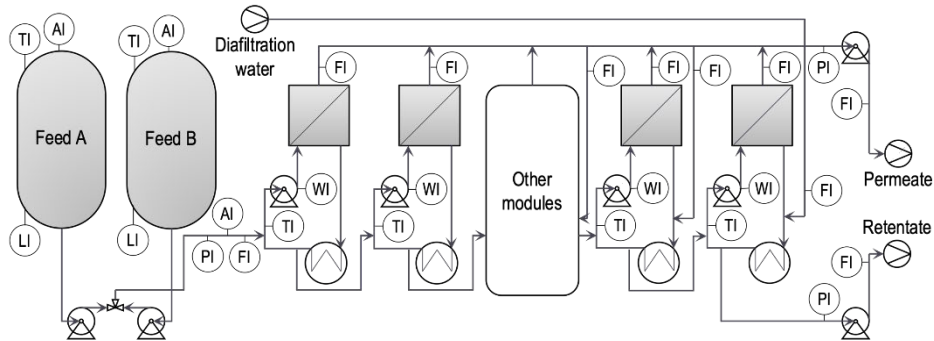 TI
AI
TI
AI
Diafiltration
water
FI
FI
FI
FI
FI
FI
PI
FI
Feed A
Feed B
Other
modules
Permeate
WI
WI
WI
WI
FI
LI
LI
AI
TI
TI
TI
TI
Retentate
PI
FI
FI
PI